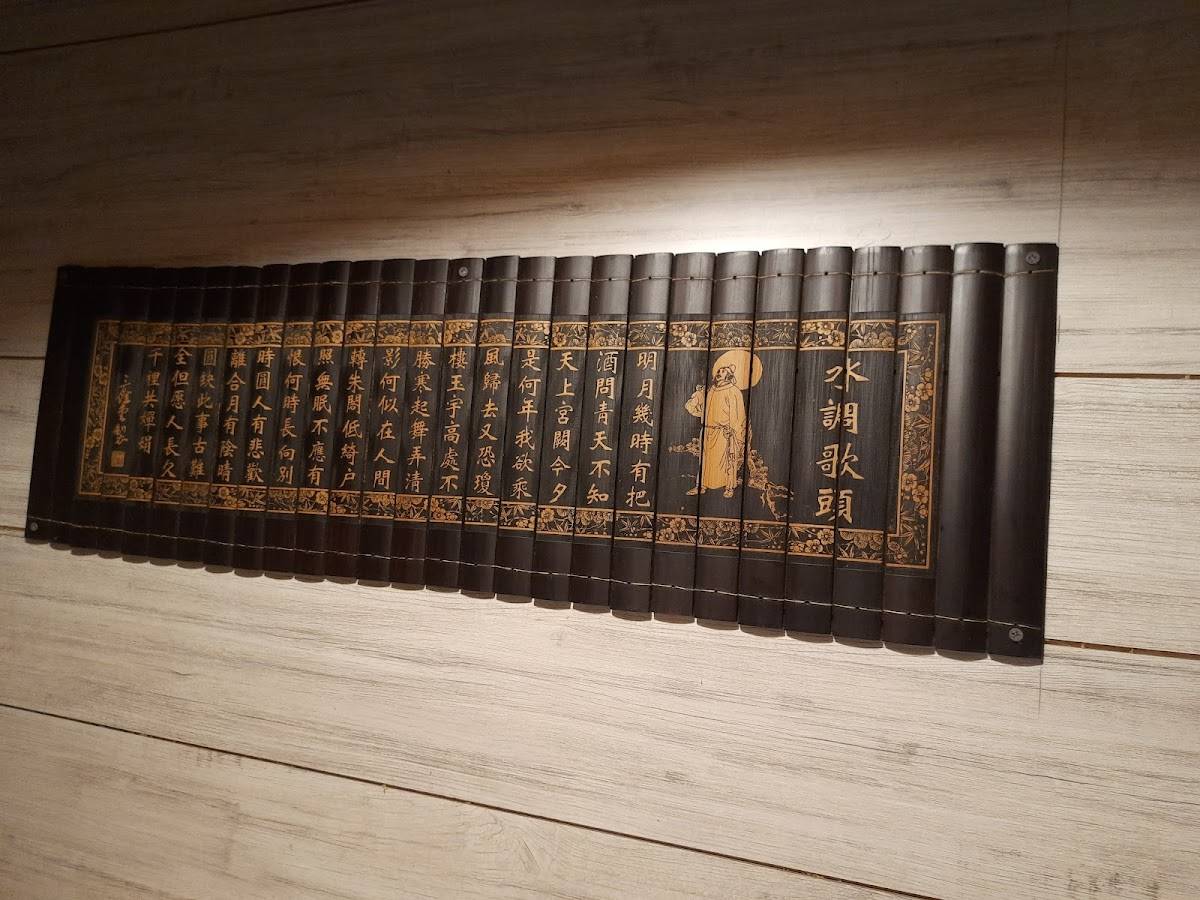 水調歌頭
明月幾時有把
酒問青天不知
天上宮闕今夕
是何年我欲乘
風歸去又恐瓊
樓玉宇高處不
勝寒起舞弄清
影何似在人間
轉朱閣低綺户
照無眠不應有
恨何時長向別
時圓人有悲歡
離合月有陰晴
圓缺此事古難
全但愿人長久
千里共嬋娟